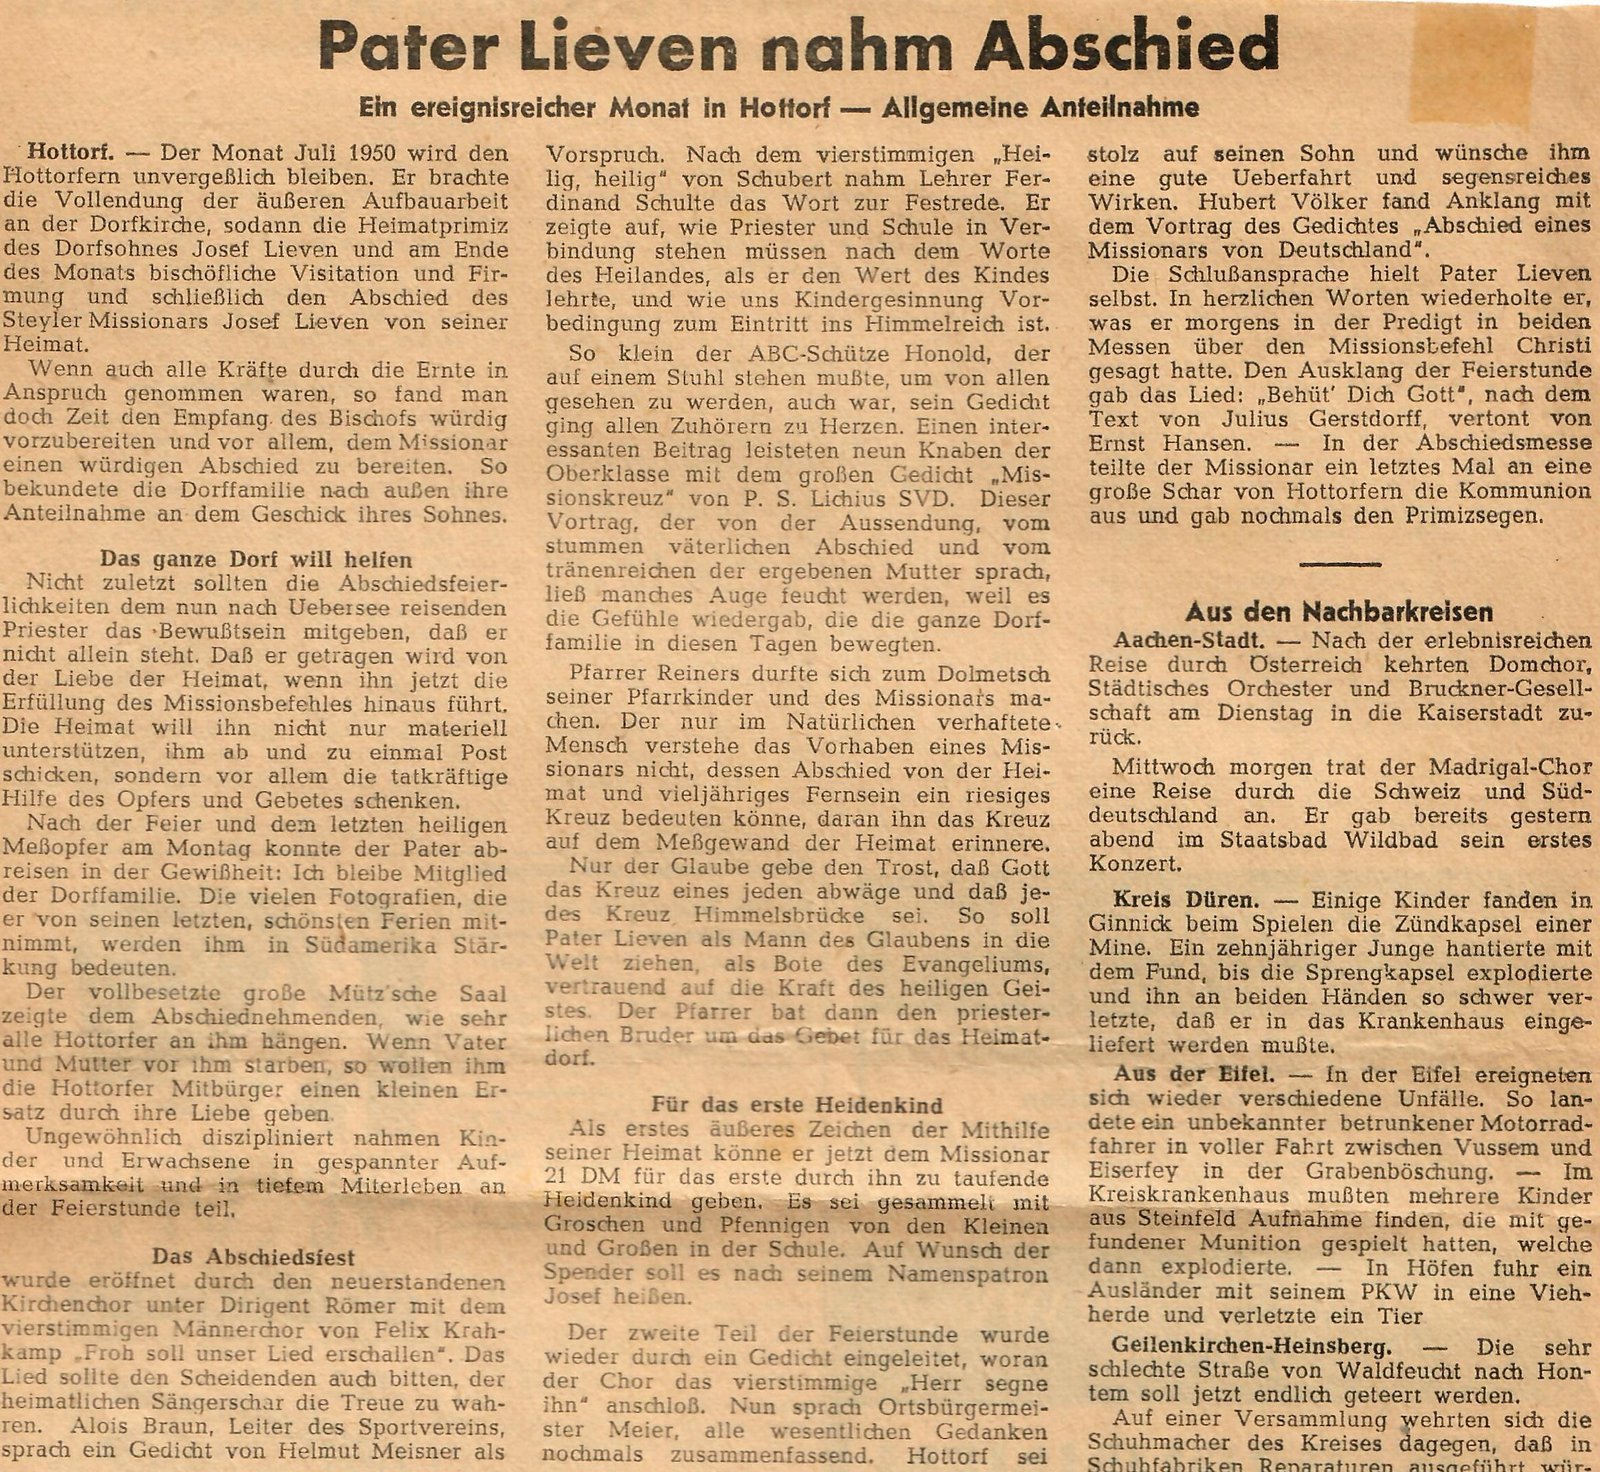 Pater Lieven nahm Abschied
Ein ereignisreicher Monat in Hottorf — Allgemeine Anteilnahme
Hottorf. — Der Monat Juli 1950 wird den
Hottorfern unvergeßlich bleiben. Er brachte
die Vollendung der äußeren Aufbauarbeit
an der Dorfkirche, sodann die Heimatprimiz
des Dorfsohnes Josef Lieven und am Ende
des Monats bischöfliche Visitation und Fir-
mung und schließlich den Abschied des
Steyler Missionars Josef Lieven von seiner
Heimat.
Wenn auch alle Kräfte durch die Ernte in
Anspruch genommen waren, so fand man
doch Zeit den Empfang des Bischofs würdig
vorzubereiten und vor allem, dem Missionar
einen würdigen Abschied zu bereiten. So
bekundete die Dorffamilie nach außen ihre
Anteilnahme an dem Geschick ihres Sohnes.
Das ganze Dorf will helfen
Nicht zuletzt sollten die Abschiedsfeier-
lichkeiten dem nun nach Uebersee reisenden
Priester das Bewußtsein mitgeben, daß er
nicht allein steht. Daß er getragen wird von
der Liebe der Heimat, wenn ihn jetzt die
Erfüllung des Missionsbefehles hinaus führt.
Die Heimat will ihn nicht nur materiell
unterstützen, ihm ab und zu einmal Post
schicken, sondern vor allem die tatkräftige
Hilfe des Opfers und Gebetes schenken.
Nach der Feier und dem letzten heiligen
Meßopfer am Montag konnte der Pater ab-
reisen in der Gewißheit: Ich bleibe Mitglied
der Dorffamilie. Die vielen Fotografien, die
er von seinen letzten, schönsten Ferien mit-
nimmt, werden ihm in Südamerika Stär-
kung bedeuten.
Der vollbesetzte große Mütz'sche Saal
zeigte dem Abschiednehmenden, wie sehr
alle Hottorfer an ihm hängen. Wenn Vater
und Mutter vor ihm starben, so wollen ihm
die Hottorfer Mitbürger einen kleinen Er-
satz durch ihre Liebe geben.
Ungewöhnlich diszipliniert nahmen Kin-
der und Erwachsene in gespannter Auf-
merksamkeit und in tiefem Miterleben an
der Feierstunde teil.
Das Abschiedsfest
wurde eröffnet durch den neuerstandenen
Kirchenchor unter Dirigent Römer mit dem
vierstimmigen Männerchor von Felix Krah-
kamp „Froh soll unser Lied erschallen". Das
Lied sollte den Scheidenden auch bitten, der
heimatlichen Sängerschar die Treue zu wah-
ren. Alois Braun, Leiter des Sportvereins,
sprach ein Gedicht von Helmut Meisner als
Vorspruch. Nach dem vierstimmigen „Hei-
lig, heilig" von Schubert nahm Lehrer Fer-
dinand Schulte das Wort zur Festrede. Er
zeigte auf, wie Priester und Schule in Ver-
bindung stehen müssen nach dem Worte
des Heilandes, als er den Wert des Kindes
lehrte, und wie uns Kindergesinnung Vor-
bedingung zum Eintritt ins Himmelreich ist.
So klein der ABC-Schütze Honold, der
auf einem Stuhl stehen mußte, um von allen
gesehen zu werden, auch war, sein Gedicht
ging allen Zuhörern zu Herzen. Einen inter-
essanten Beitrag leisteten neun Knaben der
Oberklasse mit dem großen Gedicht „Mis-
sionskreuz" von P. S. Lichius SVD. Dieser
Vortrag, der von der Aussendung, vom
stummen väterlichen Abschied und vom
tränenreichen der ergebenen Mutter sprach,
ließ manches Auge feucht werden, weil es
die Gefühle wiedergab, die die ganze Dorf-
familie in diesen Tagen bewegten.
Pfarrer Reiners durfte sich zum Dolmetsch
seiner Pfarrkinder und des Missionars ma-
chen. Der nur im Natürlichen verhaftete
Mensch verstehe das Vorhaben eines Mis-
sionars nicht, dessen Abschied von der Hei-
mat und vieljähriges Fernsein ein riesiges
Kreuz bedeuten könne, daran ihn das Kreuz
auf dem Meßgewand der Heimat erinnere.
Nur der Glaube gebe den Trost, daß Gott
das Kreuz eines jeden abwäge und daß je-
des Kreuz Himmelsbrücke sei. So soll
Pater Lieven als Mann des Glaubens in die
Welt ziehen, als Bote des Evangeliums,
vertrauend auf die Kraft des heiligen Gei-
stes. Der Pfarrer bat dann den priester-
lichen Bruder um das Gebet für das Heimat-
dorf.
Für das erste Heidenkind
Als erstes äußeres Zeichen der Mithilfe
seiner Heimat könne er jetzt dem Missionar
21 DM für das erste durch ihn zu taufende
Heidenkind geben. Es sei gesammelt mit
Groschen und Pfennigen von den Kleinen
und Großen in der Schule. Auf Wunsch der
Spender soll es nach seinem Namenspatron
Josef heißen.
Der zweite Teil der Feierstunde wurde
wieder durch ein Gedicht eingeleitet, woran
der Chor das vierstimmige „Herr segne
ihn" anschloß. Nun sprach Ortsbürgermei-
ster Meier, alle wesentlichen Gedanken
nochmals zusammenfassend. Hottorf sei
stolz auf seinen Sohn und wünsche ihm
eine gute Ueberfahrt und segensreiches
Wirken. Hubert Völker fand Anklang mit
dem Vortrag des Gedichtes „Abschied eines
Missionars von Deutschland".
Die Schlußansprache hielt Pater Lieven
selbst. In herzlichen Worten wiederholte er,
was er morgens in der Predigt in beiden
Messen über den Missionsbefehl Christi
gesagt hatte. Den Ausklang der Feierstunde
gab das Lied: „Behüt' Dich Gott", nach dem
Text von Julius Gerstdorff, vertont von
Ernst Hansen. — In der Abschiedsmesse
teilte der Missionar ein letztes Mal an eine
große Schar von Hottorfern die Kommunion
aus und gab nochmals den Primizsegen.
Aus den Nachbarkreisen
Aachen-Stadt. — Nach der erlebnisreichen
Reise durch Österreich kehrten Domchor,
Städtisches Orchester und Bruckner-Gesell-
schaft am Dienstag in die Kaiserstadt zu-
rück.
Mittwoch morgen trat der Madrigal-Chor
eine Reise durch die Schweiz und Süd-
deutschland an. Er gab bereits gestern
abend im Staatsbad Wildbad sein erstes
Konzert.
Kreis Düren. — Einige Kinder fanden in
Ginnick beim Spielen die Zündkapsel einer
Mine. Ein zehnjähriger Junge hantierte mit
dem Fund, bis die Sprengkapsel explodierte
und ihn an beiden Händen so schwer ver-
letzte, daß er in das Krankenhaus einge-
liefert werden mußte.
Aus der Eifel. — In der Eifel ereigneten
sich wieder verschiedene Unfälle. So lan-
dete ein unbekannter betrunkener Motorrad-
fahrer in voller Fahrt zwischen Vussem und
Eiserfey in der Grabenböschung. — Im
Kreiskrankenhaus mußten mehrere Kinder
aus Steinfeld Aufnahme finden, die mit ge-
fundener Munition gespielt hatten, welche
dann explodierte. — In Höfen fuhr ein
Ausländer mit seinem PKW in eine Vieh-
herde und verletzte ein Tier
Geilenkirchen-Heinsberg. — Die sehr
schlechte Straße von Waldfeucht nach Hon-
tem soll jetzt endlich geteert werden.
Auf einer Versammlung wehrten sich die
Schuhmacher des Kreises dagegen, daß in
Schuhfabriken Reparaturen ausgeführt wür-